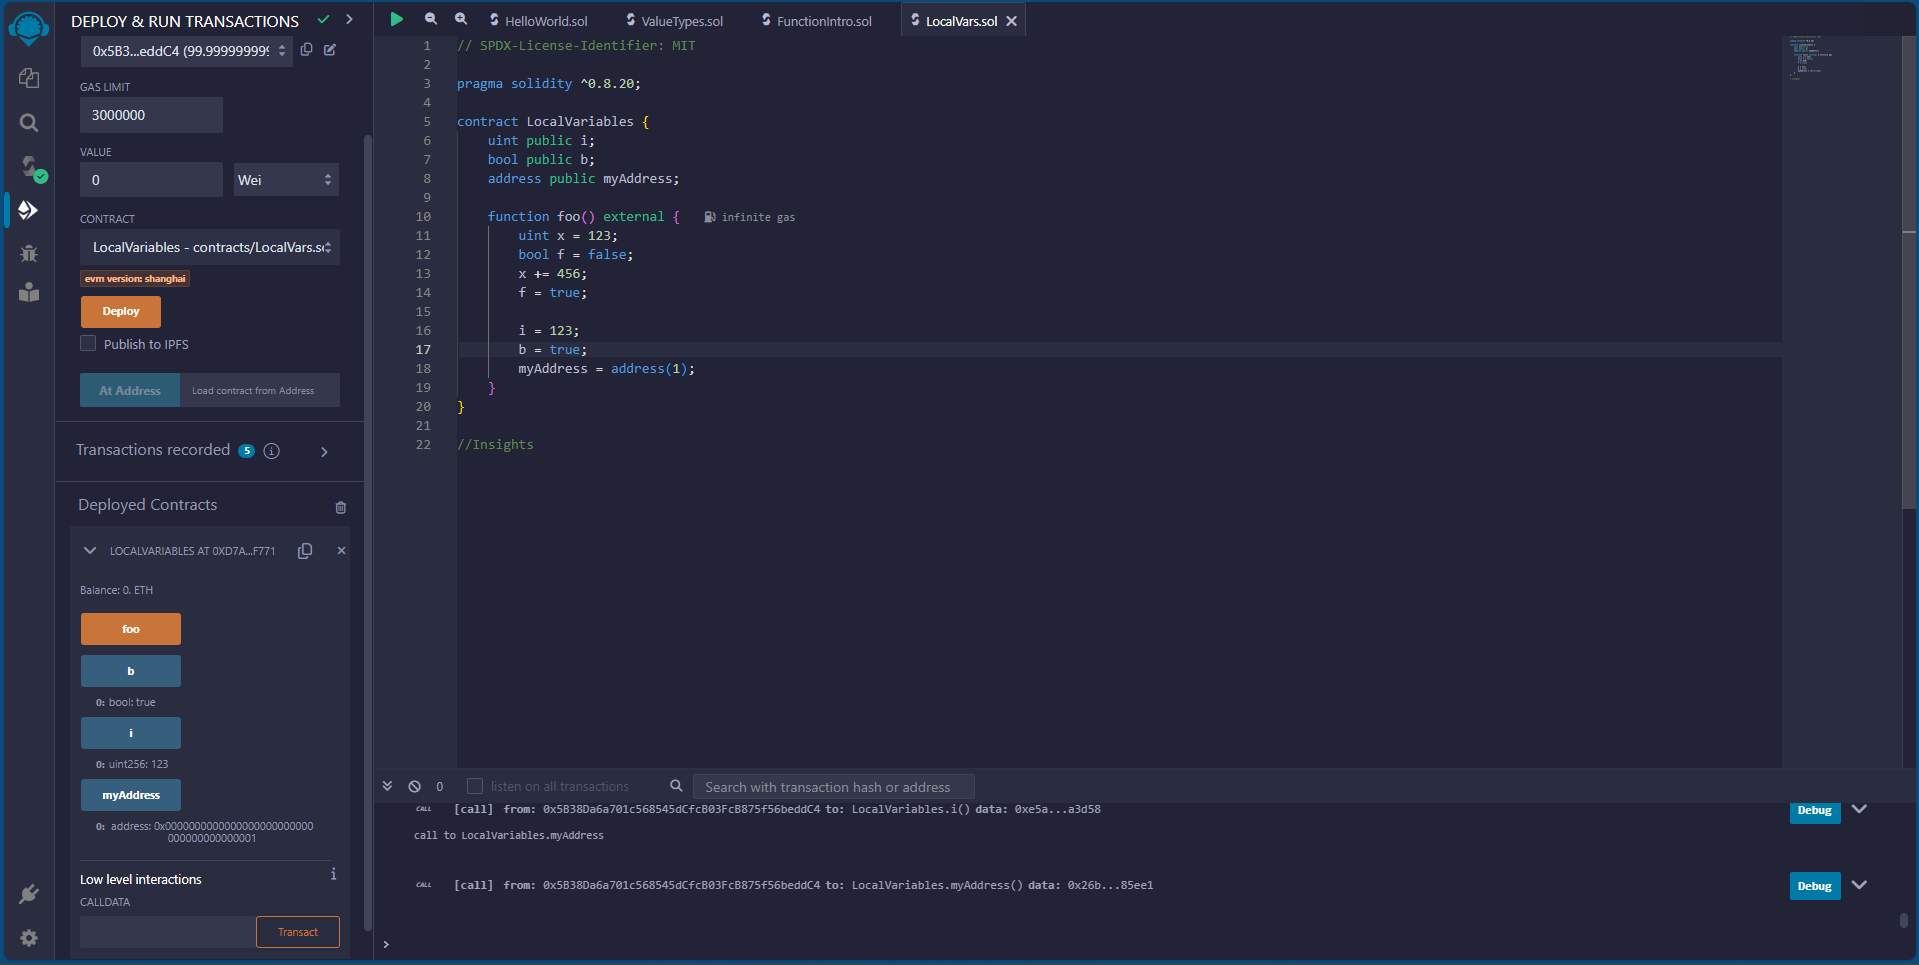 DEPLOY & RUN TRANSACTIONS
0x5B3...eddC4 (99.999999999
GAS LIMIT
3000000
VALUE
0
Wei
CONTRACT
LocalVariables - contracts/LocalVars.so
evm version: shanghai
Deploy
Publish to IPFS
At Address
Load contract from Address
Transactions recorded 5 i
Deployed Contracts
LOCALVARIABLES AT 0XD7A...F771
Balance: 0. ETH
foo
b
0: bool: true
i
0: uint256: 123
myAddress
Low level interactions
i
CALLDATA
Transact
HelloWorld.sol
ValueTypes.sol
FunctionIntro.sol
LocalVars.sol
1 // SPDX-License-Identifier: MIT
2
3 pragma solidity ^0.8.20;
4
5 contract LocalVariables {
6 uint public i;
7 bool public b;
8 address public myAddress;
9
10 function foo() external { infinite gas
11 uint x = 123;
12 bool f = false;
13 x += 456;
14 f = true;
15
16 i = 123;
17 b = true;
18 myAddress = address(1);
19 }
20 }
21
22 //Insights
0
listen on all transactions
Search with transaction hash or address
CALL [call] from: 0x5B38Da6a701c568545dCfcB03FcB875f56beddC4 to: LocalVariables.i() data: 0xe5a...a3d58
Debug
call to LocalVariables.myAddress
CALL [call] from: 0x5B38Da6a701c568545dCfcB03FcB875f56beddC4 to: LocalVariables.myAddress() data: 0x26b...85ee1
Debug
>